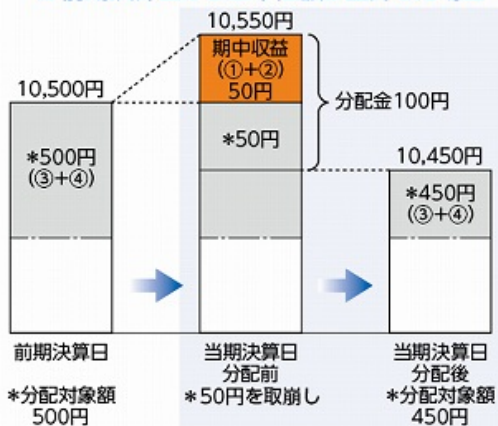 10,550円
期中収益
(①+②)
50円
10,500円
分配金100円
*50円
*500円
(③+④)
10,450円
*450円
(③+④)
前期決算日
*分配対象額
500円
当期決算日
分配前
*50円を取崩し
当期決算日
分配後
*分配対象額
450円